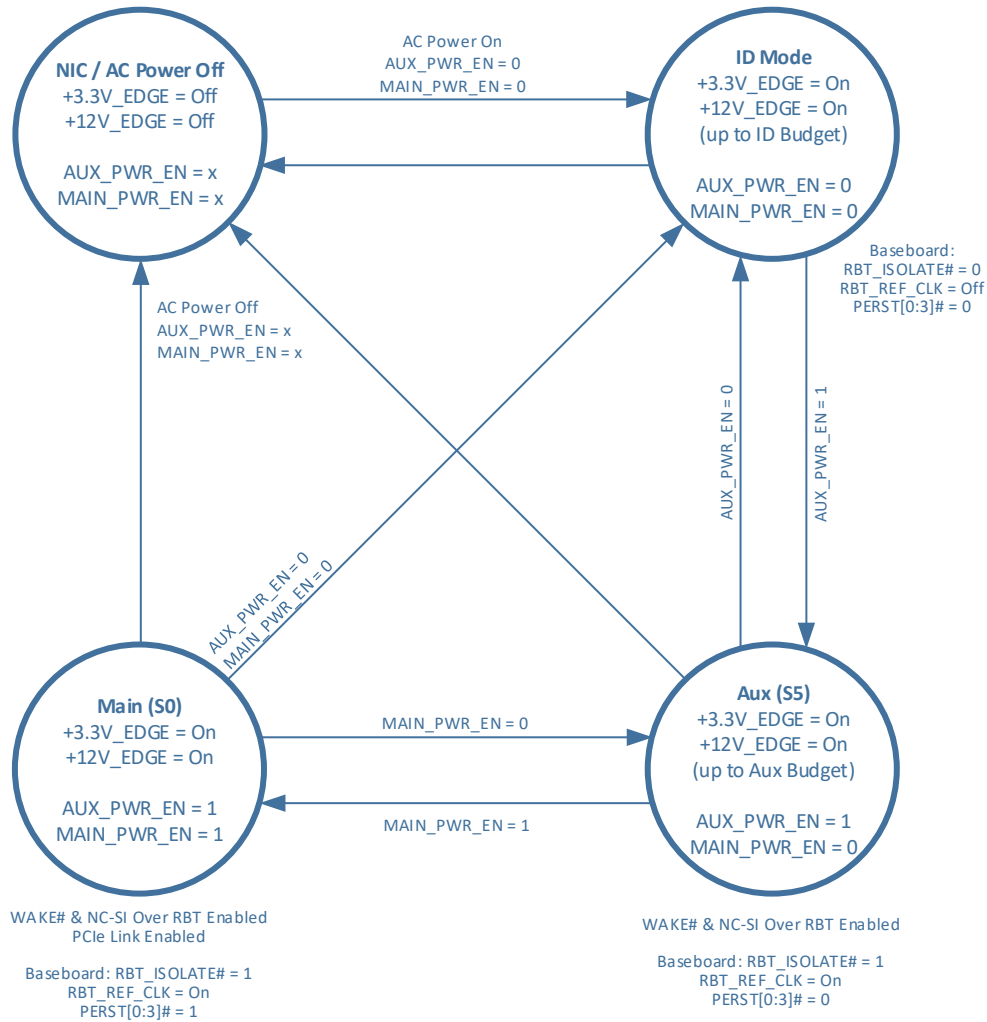 NIC / AC Power Off
+3.3V_EDGE = Off
+12V_EDGE = Off
AUX_PWR_EN = x
MAIN_PWR_EN = x
AC Power On
AUX_PWR_EN = 0
MAIN_PWR_EN = 0
ID Mode
+3.3V_EDGE = On
+12V_EDGE = On
(up to ID Budget)
AUX_PWR_EN = 0
MAIN_PWR_EN = 0
Baseboard:
RBT_ISOLATE# = 0
RBT_REF_CLK = Off
PERST[0:3]# = 0
AC Power Off
AUX_PWR_EN = x
MAIN_PWR_EN = x
AUX_PWR_EN = 0
AUX_PWR_EN = 1
AUX_PWR_EN = 0
MAIN_PWR_EN = 0
Main (S0)
+3.3V_EDGE = On
+12V_EDGE = On
AUX_PWR_EN = 1
MAIN_PWR_EN = 1
MAIN_PWR_EN = 0
MAIN_PWR_EN = 1
Aux (S5)
+3.3V_EDGE = On
+12V_EDGE = On
(up to Aux Budget)
AUX_PWR_EN = 1
MAIN_PWR_EN = 0
WAKE# & NC-SI Over RBT Enabled
PCIe Link Enabled
Baseboard: RBT_ISOLATE# = 1
RBT_REF_CLK = On
PERST[0:3]# = 1
WAKE# & NC-SI Over RBT Enabled
Baseboard: RBT_ISOLATE# = 1
RBT_REF_CLK = On
PERST[0:3]# = 0